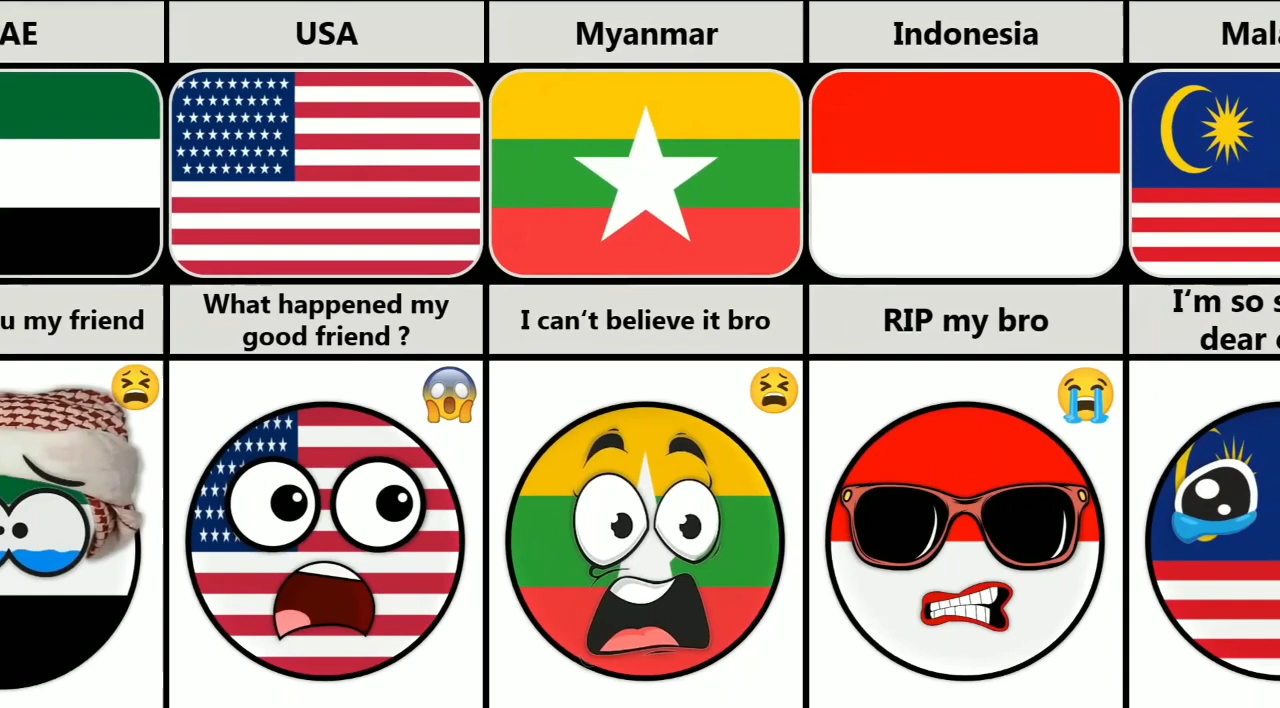 AE
USA
Myanmar
Indonesia
Mala
u my friend
What happened my
good friend ?
I can't believe it bro
RIP my bro
I'm so s
dear